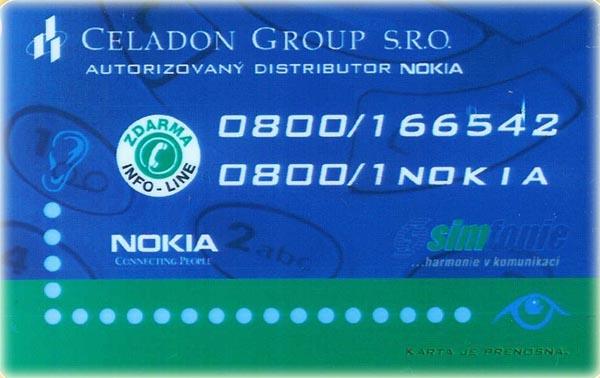 CELADON GROUP S.R.O.
AUTORIZOVANÝ DISTRIBUTOR NOKIA
ZDARMA
INFO-LINE
0800/166542
0800/1NOKIA
NOKIA
CONNECTING PEOPLE
2abc
simfonie
...harmonie v komunikaci
4
KARTA JE PŘENOSNÁ